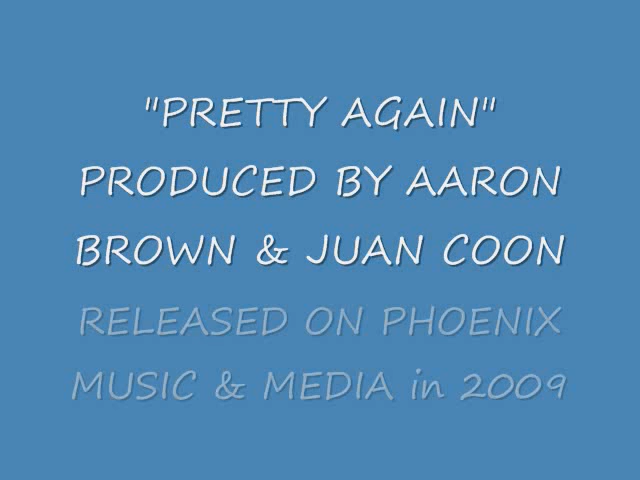 "PRETTY AGAIN"
PRODUCED BY AARON
BROWN & JUAN COON
RELEASED ON PHOENIX
MUSIC & MEDIA in 2009